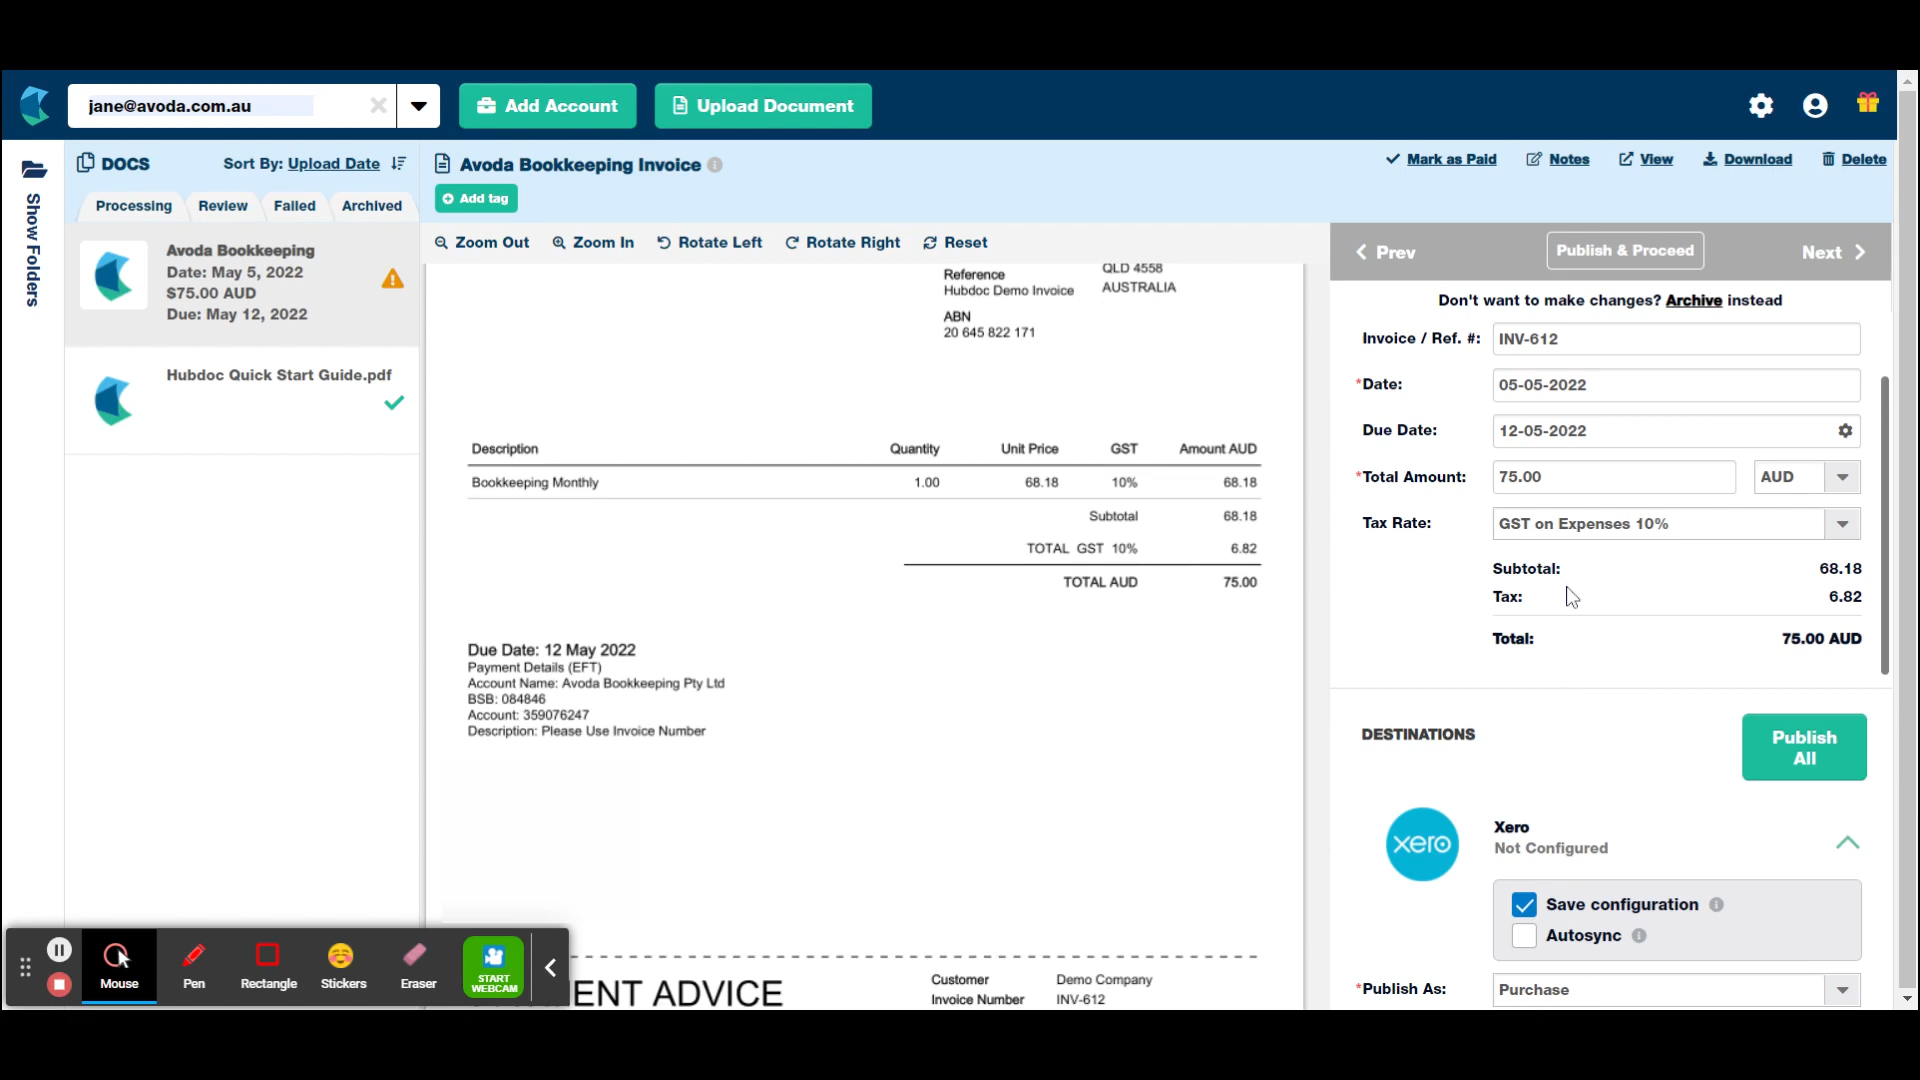 jane@avoda.com.au
Add Account
Upload Document
Show Folders
DOCS
Sort By: Upload Date
Processing
Review
Failed
Archived
Avoda Bookkeeping
Date: May 5, 2022
$75.00 AUD
Due: May 12, 2022
Hubdoc Quick Start Guide.pdf
Avoda Bookkeeping Invoice
Add tag
Mark as Paid
Notes
View
Download
Delete
Zoom Out
Zoom In
Rotate Left
Rotate Right
Reset
Reference
Hubdoc Demo Invoice
ABN
20 645 822 171
QLD 4558
AUSTRALIA
Description Quantity Unit Price GST Amount AUD
Bookkeeping Monthly 1.00 68.18 10% 68.18
Subtotal 68.18
TOTAL GST 10% 6.82
TOTAL AUD 75.00
Due Date: 12 May 2022
Payment Details (EFT)
Account Name: Avoda Bookkeeping Pty Ltd
BSB: 084846
Account: 359076247
Description: Please Use Invoice Number
ENT ADVICE
Customer Demo Company
Invoice Number INV-612
Prev
Publish & Proceed
Next
Don't want to make changes? Archive instead
Invoice / Ref. #: INV-612
*Date: 05-05-2022
Due Date: 12-05-2022
*Total Amount: 75.00 AUD
Tax Rate: GST on Expenses 10%
Subtotal: 68.18
Tax: 6.82
Total: 75.00 AUD
DESTINATIONS
Publish
All
xero
Xero
Not Configured
Save configuration
Autosync
*Publish As: Purchase
Mouse
Pen
Rectangle
Stickers
Eraser
START
WEBCAM